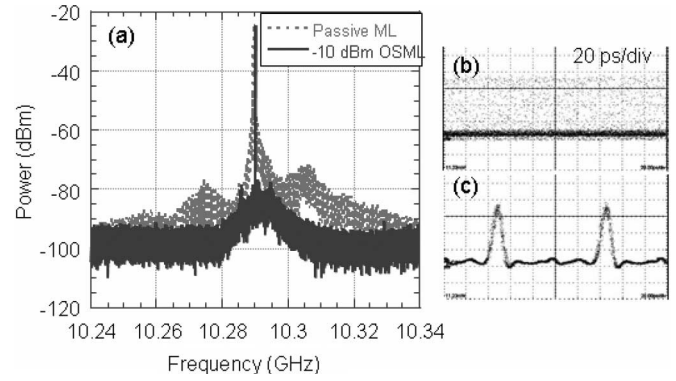 (a)
Passive ML
-10 dBm OSML
Power (dBm)
-20
-40
-60
-80
-100
-120
10.24
10.26
10.28
10.3
10.32
10.34
Frequency (GHz)
(b)
20 ps/div
(c)